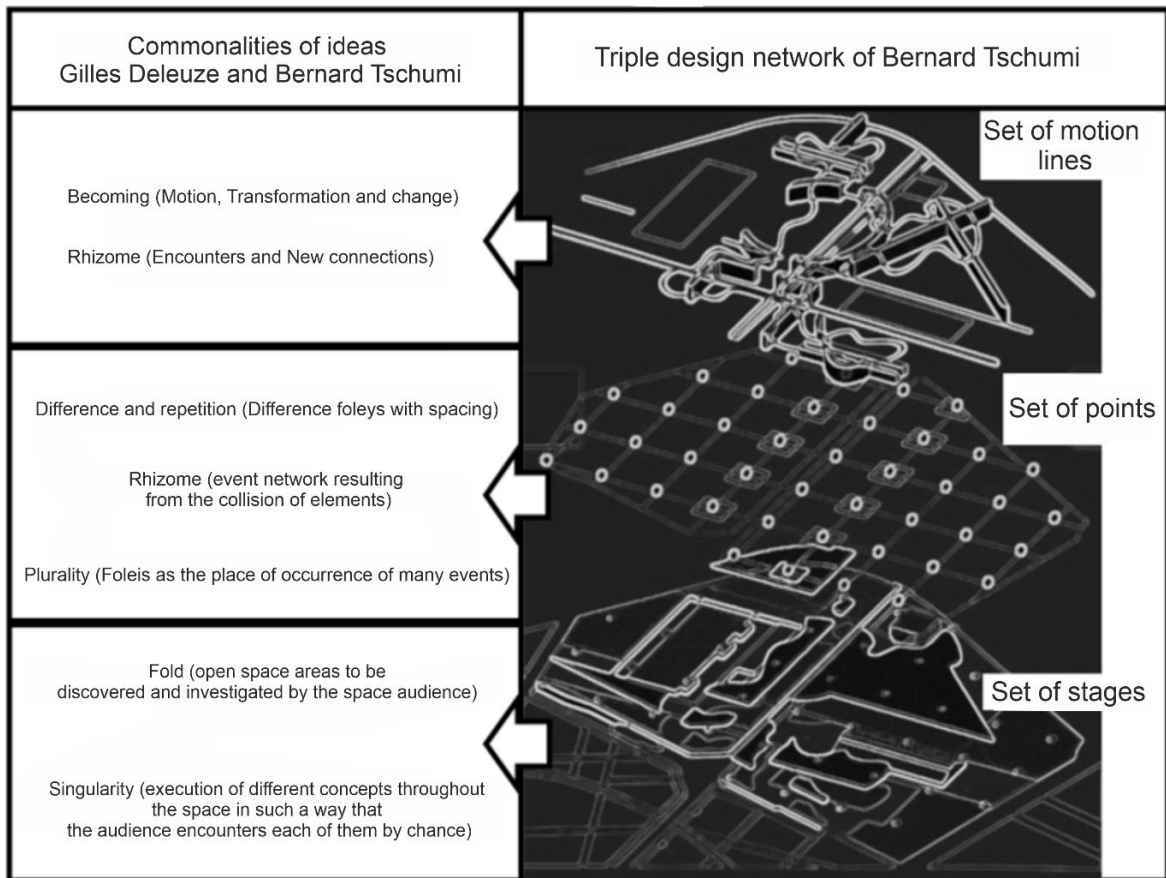 Commonalities of ideas
Gilles Deleuze and Bernard Tschumi
Triple design network of Bernard Tschumi
Becoming (Motion, Transformation and change)
Rhizome (Encounters and New connections)
Set of motion
lines
Difference and repetition (Difference foleys with spacing)
Rhizome (event network resulting
from the collision of elements)
Plurality (Foleis as the place of occurrence of many events)
Set of points
Fold (open space areas to be
discovered and investigated by the space audience)
Singularity (execution of different concepts throughout
the space in such a way that
the audience encounters each of them by chance)
Set of stages